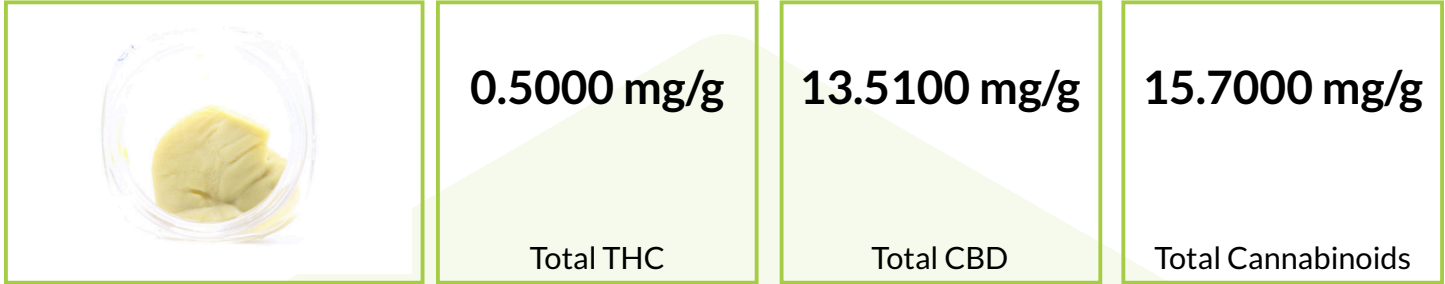 0.5000 mg/g
13.5100 mg/g
15.7000 mg/g
Total THC
Total CBD
Total Cannabinoids